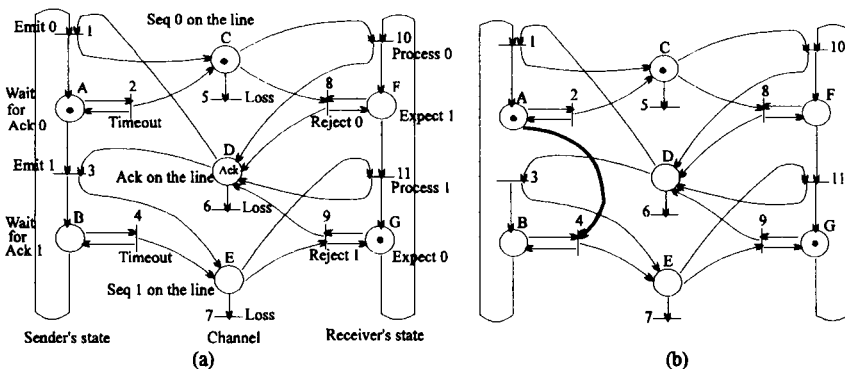 Emit 0
1
Seq 0 on the line
C
10
Process 0
Wait
for
Ack 0
A
2
Timeout
5
Loss
8
Reject 0
F
Expect 1
Emit 1
3
D
Ack
Ack on the line
6
Loss
11
Process 1
Wait
for
Ack 1
B
4
Timeout
E
Seq 1 on the line
7
Loss
9
Reject 1
G
Expect 0
Sender's state
Channel
Receiver's state
(a)
1
C
10
A
2
5
8
F
3
D
6
11
B
4
E
7
9
G
(b)